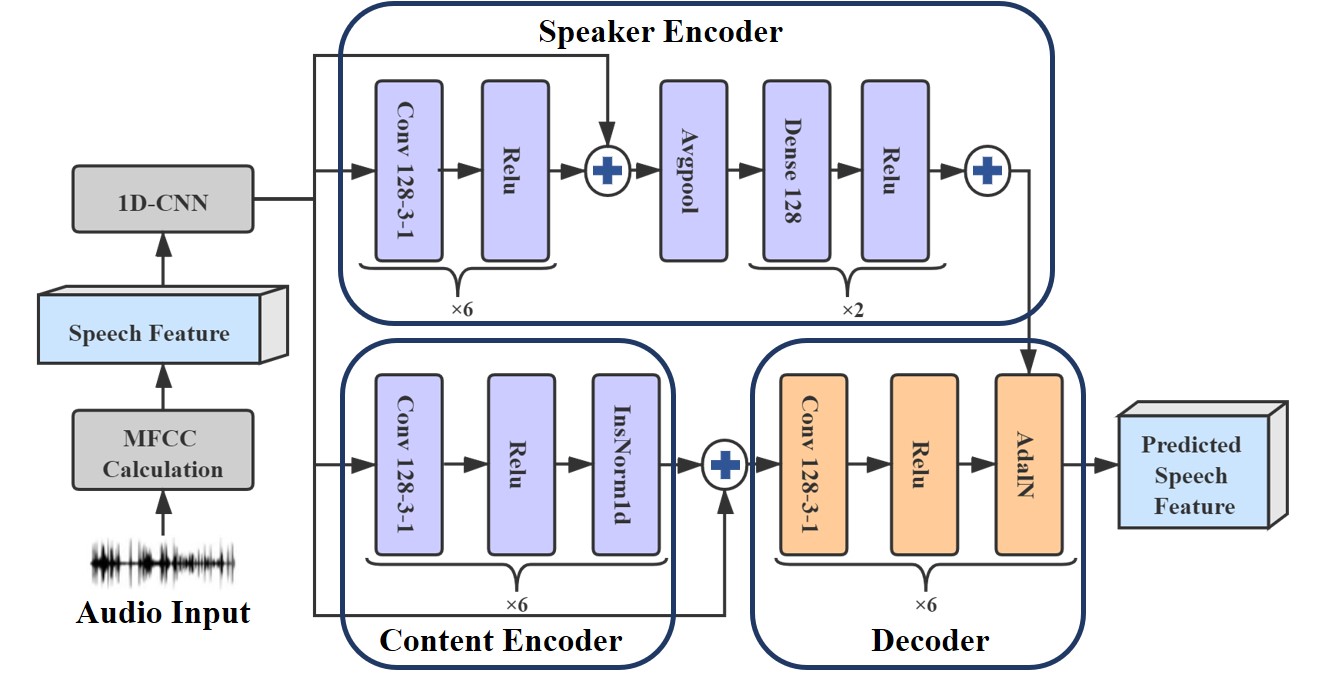 Speaker Encoder
Conv 128-3-1
Relu
Avgpool
Dense 128
Relu
×6
×2
1D-CNN
Speech Feature
MFCC
Calculation
Audio Input
Conv 128-3-1
Relu
InsNorm1d
×6
Content Encoder
Conv 128-3-1
Relu
AdaIN
×6
Decoder
Predicted
Speech
Feature